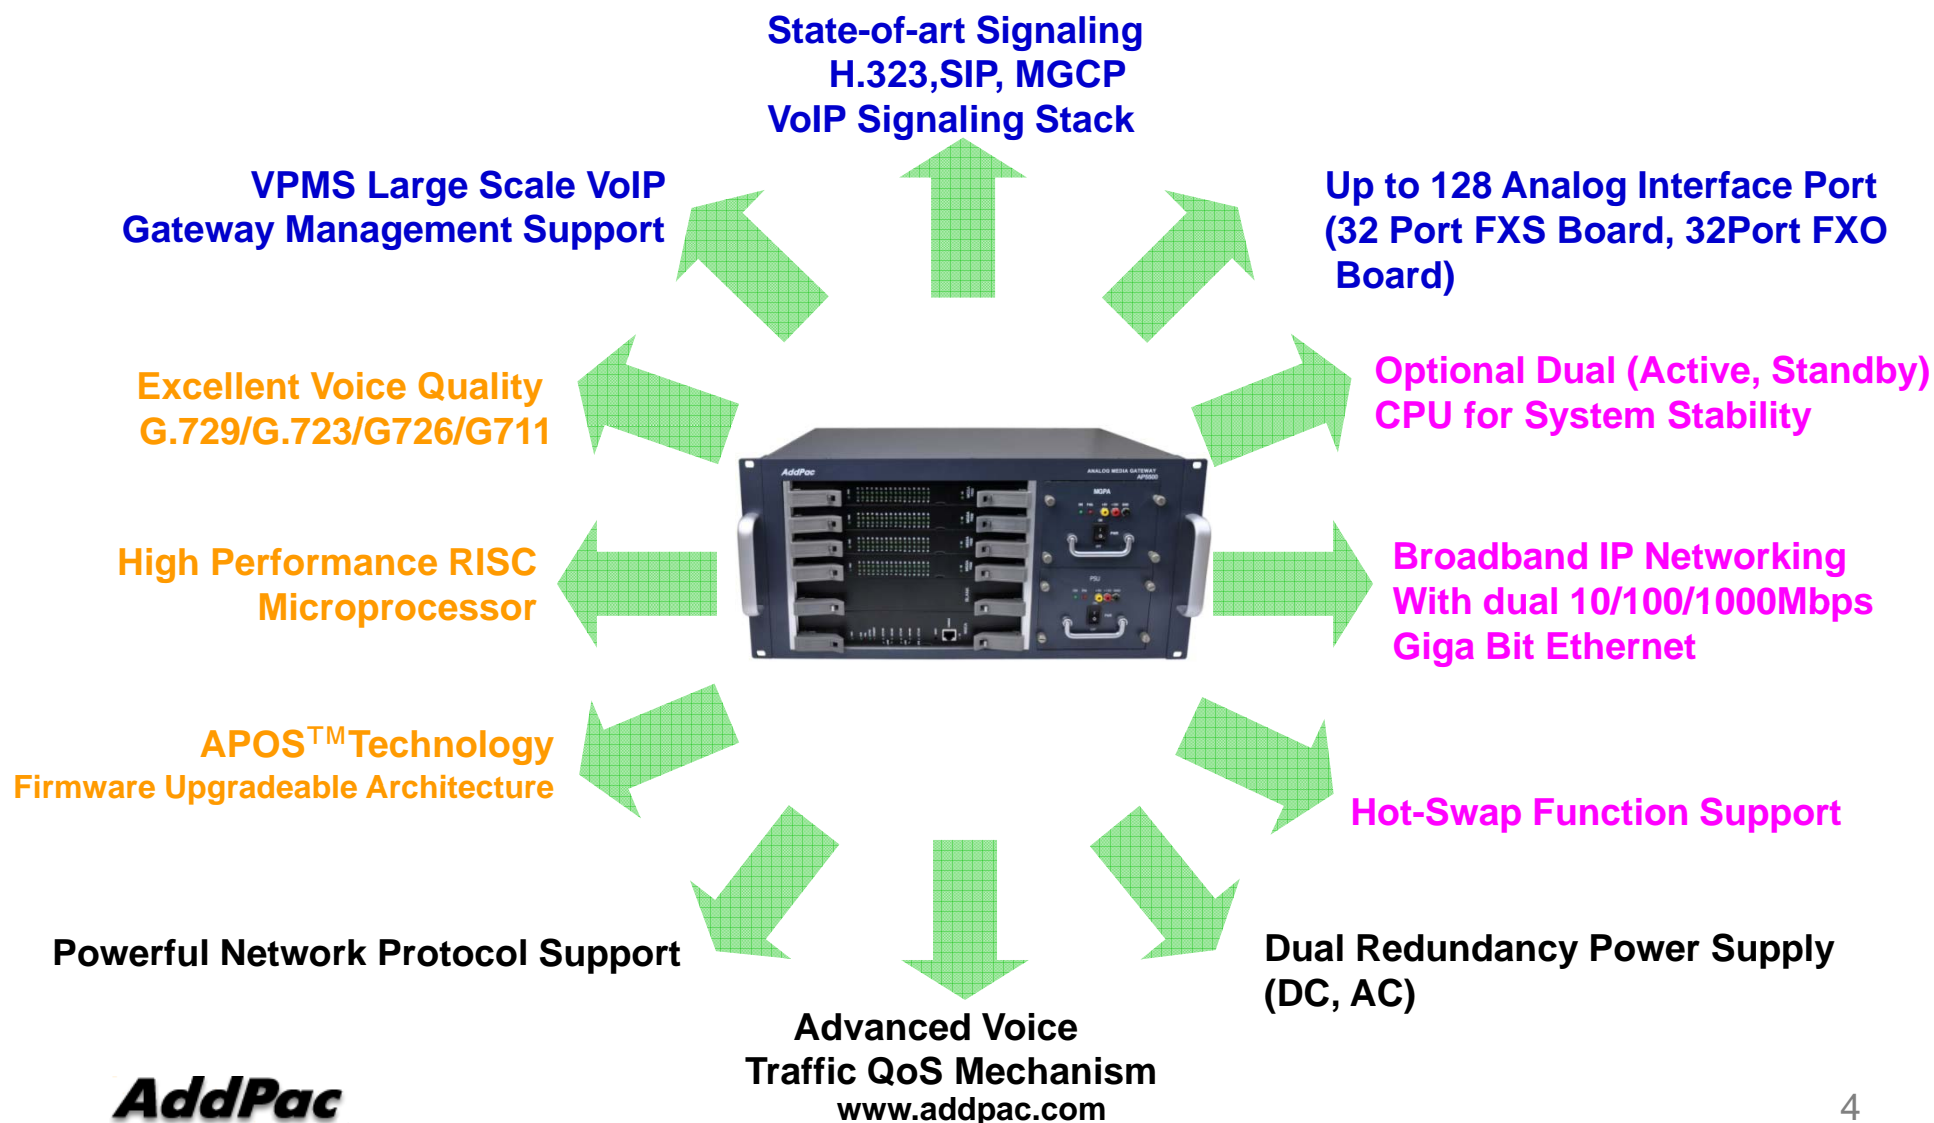 State-of-art Signaling
H.323,SIP, MGCP
VoIP Signaling Stack
VPMS Large Scale VoIP
Gateway Management Support
Up to 128 Analog Interface Port
(32 Port FXS Board, 32Port FXO
Board)
Excellent Voice Quality
G.729/G.723/G726/G711
Optional Dual (Active, Standby)
CPU for System Stability
AddPac
ANALOG MEDIA GATEWAY
AP6500
MGPA
PSU
High Performance RISC
Microprocessor
Broadband IP Networking
With dual 10/100/1000Mbps
Giga Bit Ethernet
APOS™Technology
Firmware Upgradeable Architecture
Hot-Swap Function Support
Powerful Network Protocol Support
Dual Redundancy Power Supply
(DC, AC)
Advanced Voice
Traffic QoS Mechanism
AddPac
www.addpac.com
4